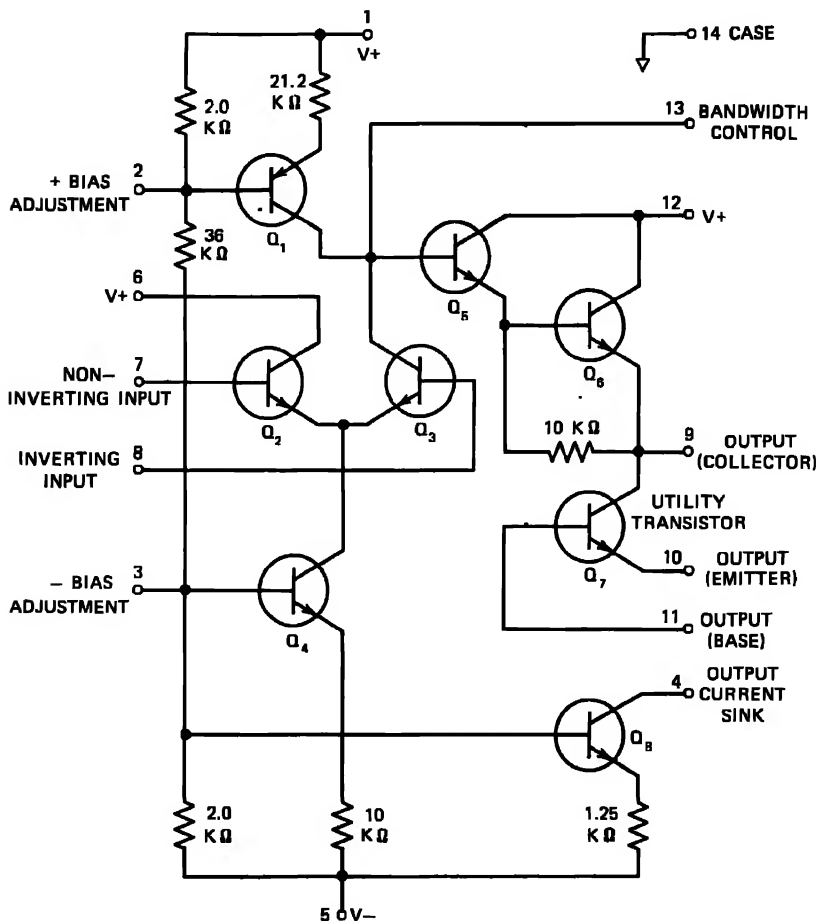 1
V+
14 CASE
21.2
KΩ
2.0
KΩ
13 BANDWIDTH
CONTROL
2
+ BIAS
ADJUSTMENT
Q1
12
V+
36
KΩ
6
V+
Q5
Q6
7
NON–
INVERTING INPUT
Q2
Q3
8
INVERTING
INPUT
10 KΩ
9 OUTPUT
(COLLECTOR)
UTILITY
TRANSISTOR
3
– BIAS
ADJUSTMENT
Q4
Q7
10 OUTPUT
(EMITTER)
11 OUTPUT
(BASE)
4 OUTPUT
CURRENT
SINK
Q8
2.0
KΩ
10
KΩ
1.25
KΩ
5 V–